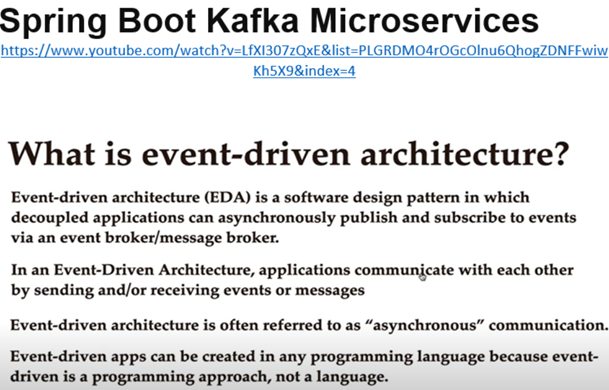 Spring Boot Kafka Microservices
https://www.youtube.com/watch?v=LfXI307zQxE&list=PLGRDMO4rOGcOlnu6QhogZDNFFwiw
Kh5X9&index=4
What is event-driven architecture?
Event-driven architecture (EDA) is a software design pattern in which
decoupled applications can asynchronously publish and subscribe to events
via an event broker/message broker.
In an Event-Driven Architecture, applications communicate with each other
by sending and/or receiving events or messages
Event-driven architecture is often referred to as “asynchronous” communication.
Event-driven apps can be created in any programming language because event-
driven is a programming approach, not a language.